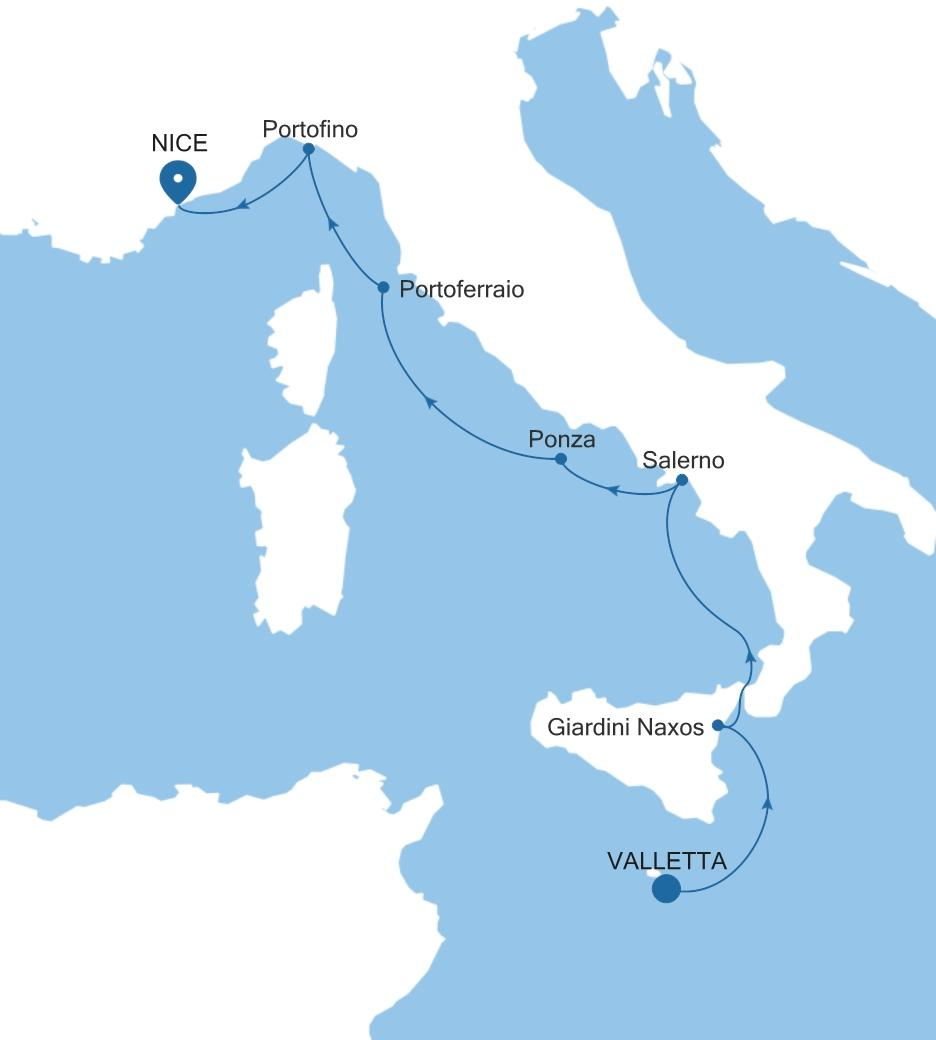 Portofino
NICE
Portoferraio
Ponza
Salerno
Giardini Naxos
VALLETTA